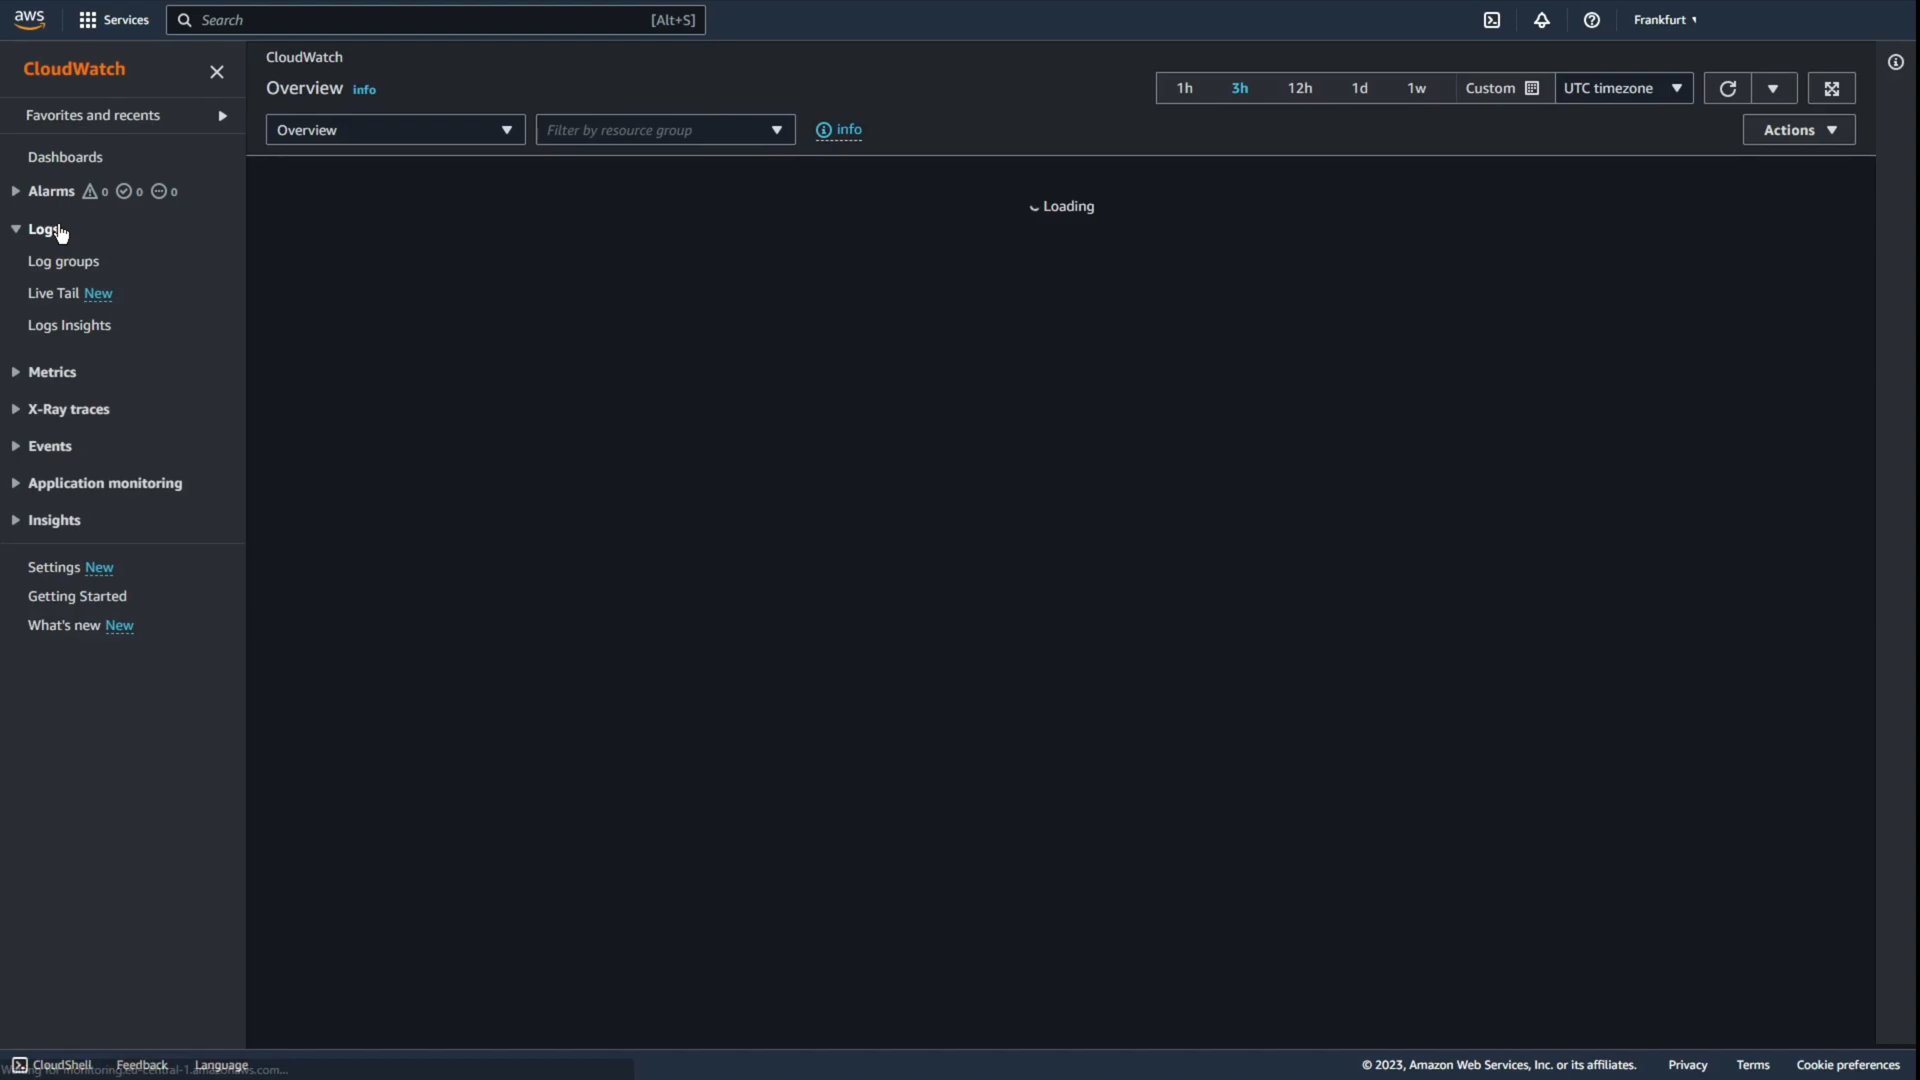 aws Services Search [Alt+S] Frankfurt
CloudWatch
Favorites and recents
Dashboards
Alarms 0 0 0
Logs
Log groups
Live Tail New
Logs Insights
Metrics
X-Ray traces
Events
Application monitoring
Insights
Settings New
Getting Started
What's new New
CloudWatch
Overview info
1h 3h 12h 1d 1w Custom UTC timezone
Overview Filter by resource group info
Actions
Loading
CloudShell Feedback Language
© 2023, Amazon Web Services, Inc. or its affiliates. Privacy Terms Cookie preferences